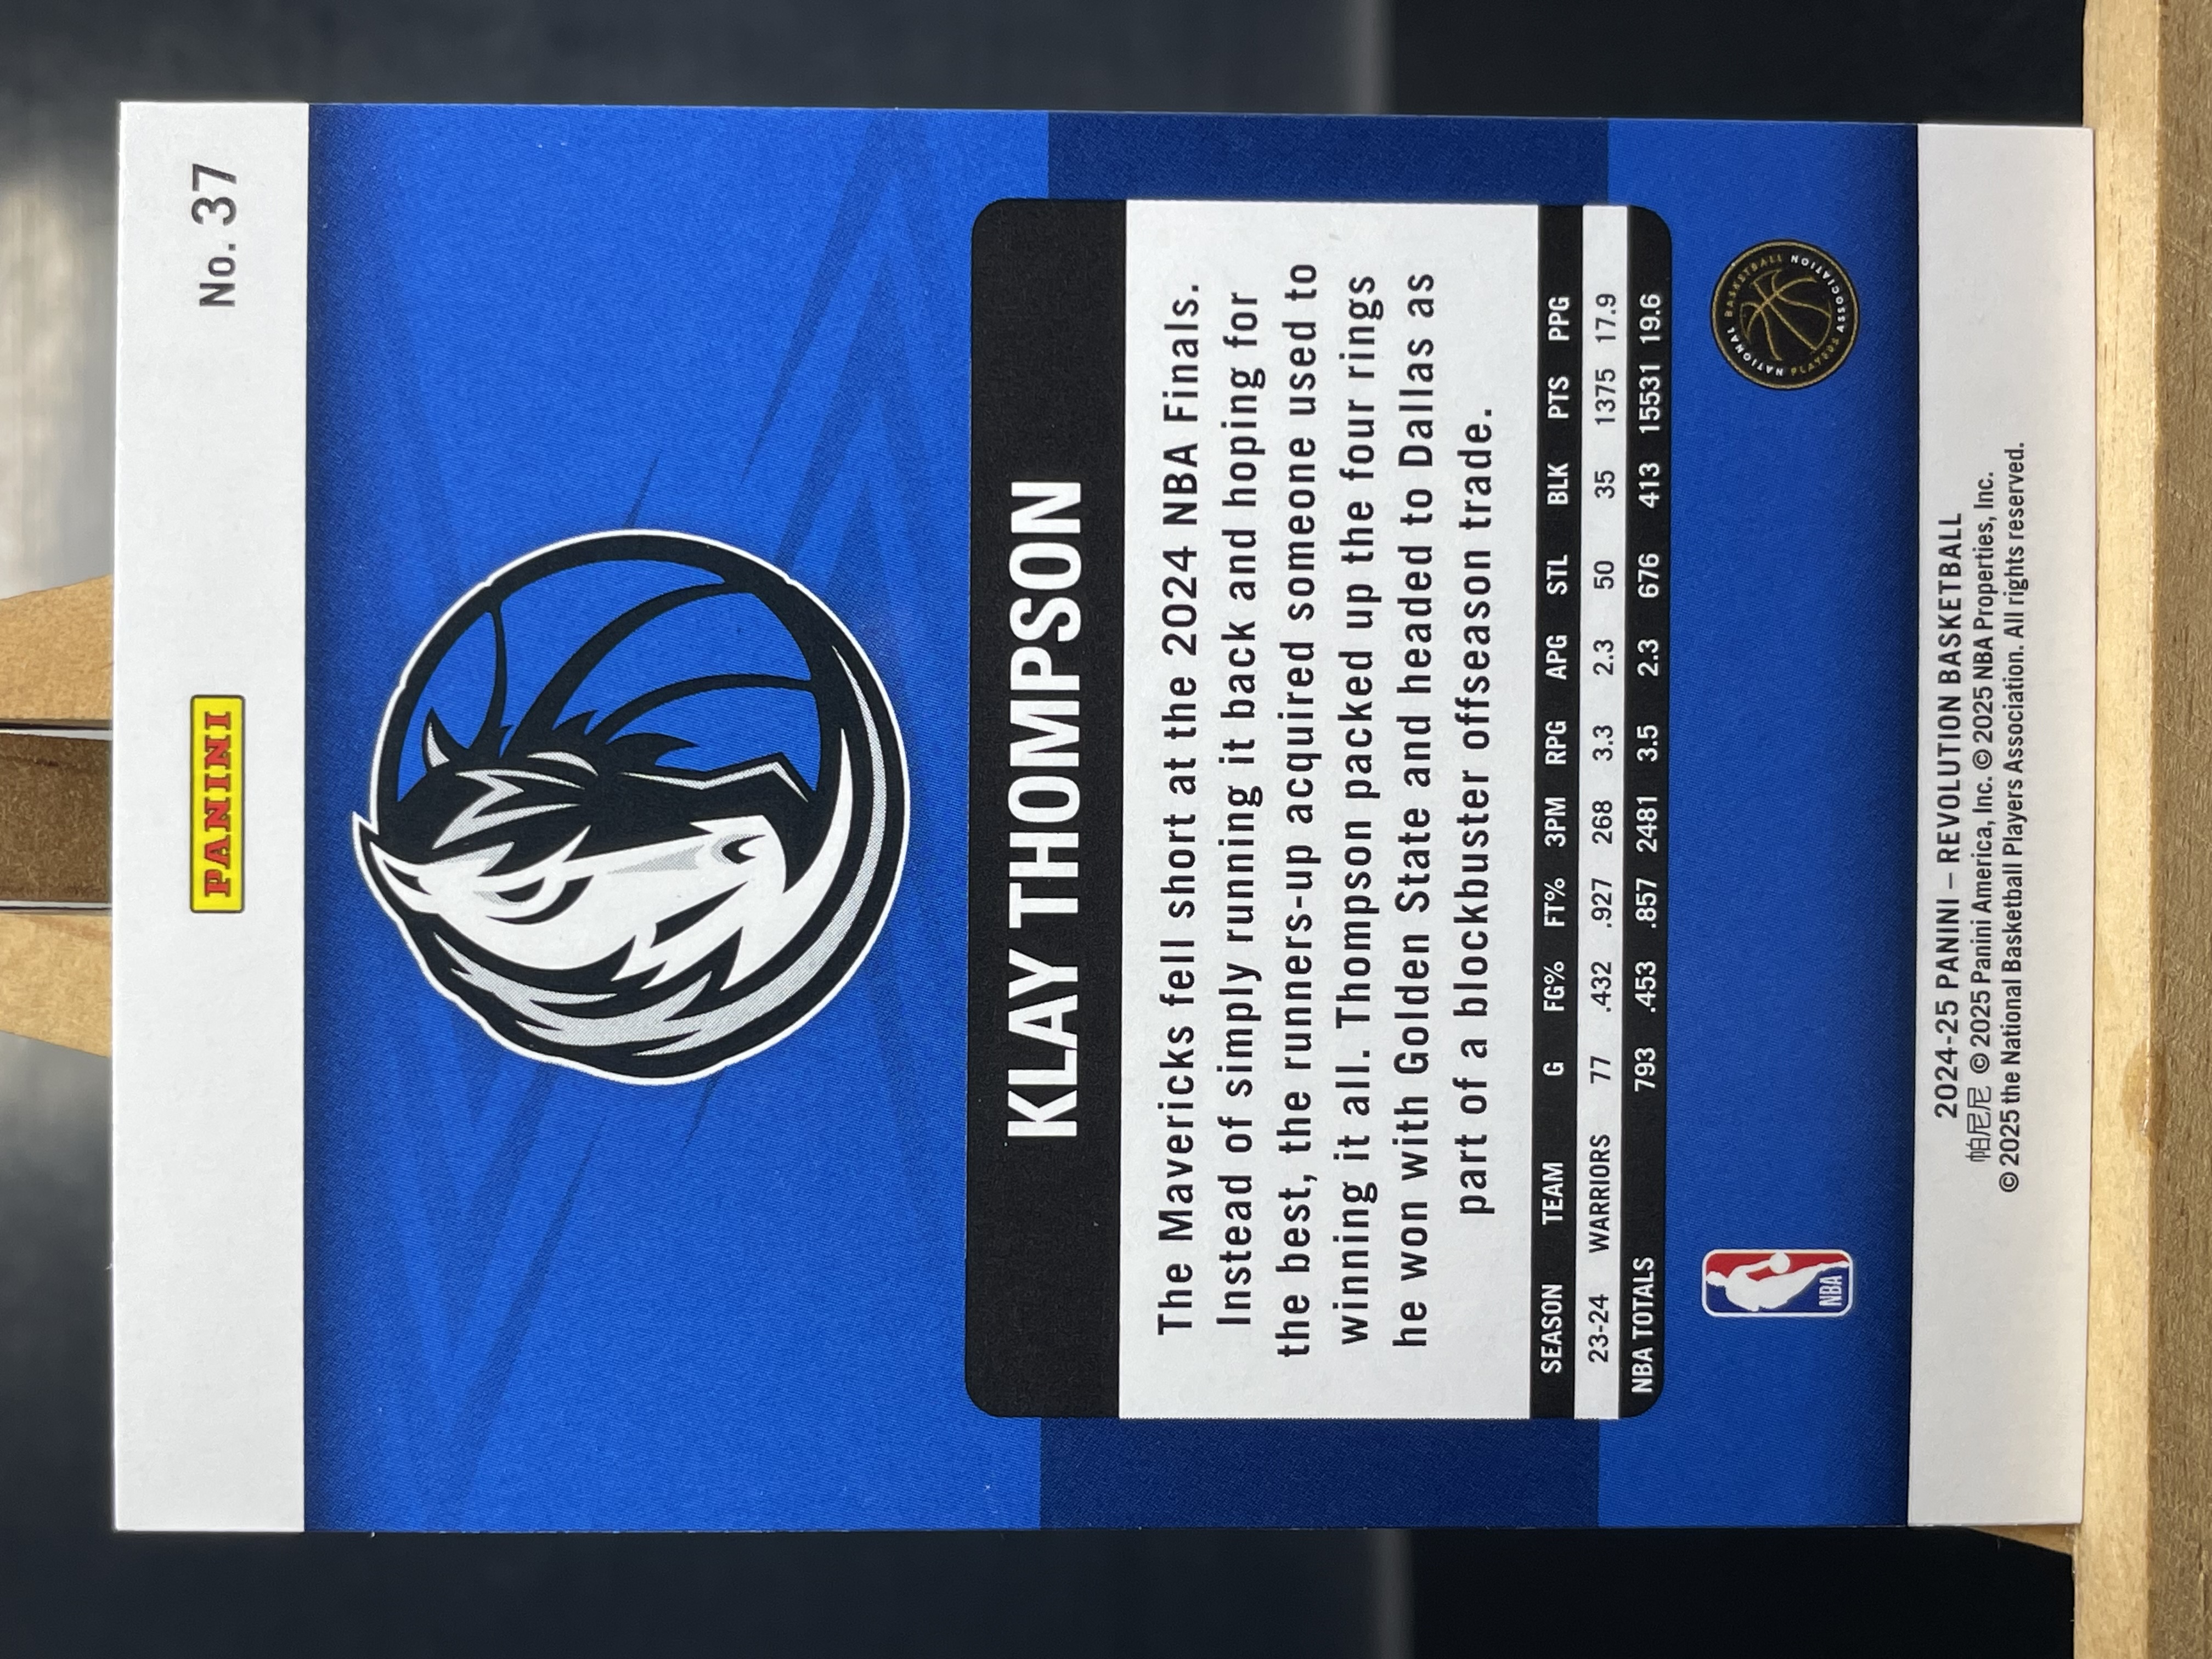 No. 37
PANINI
KLAY THOMPSON
The Mavericks fell short at the 2024 NBA Finals.
Instead of simply running it back and hoping for
the best, the runners-up acquired someone used to
winning it all. Thompson packed up the four rings
he won with Golden State and headed to Dallas as
part of a blockbuster offseason trade.
SEASON TEAM G FG% FT% 3PM RPG APG STL BLK PTS PPG
23-24 WARRIORS 77 .432 .927 268 3.3 2.3 50 35 1375 17.9
NBA TOTALS 793 .453 .857 2481 3.5 2.3 676 413 15531 19.6
NBA
NATIONAL BASKETBALL
PLAYERS ASSOCIATION
2024-25 PANINI – REVOLUTION BASKETBALL
帕尼尼 © 2025 Panini America, Inc. © 2025 NBA Properties, Inc.
© 2025 the National Basketball Players Association. All rights reserved.